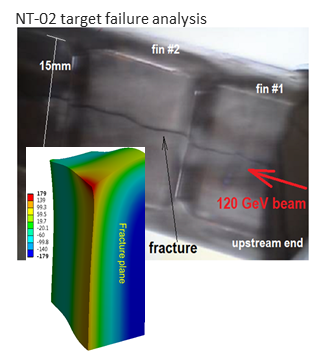 NT-02 target failure analysis
fin #2
15mm
fin #1
120 GeV beam
fracture
upstream end
179
139
99.3
59.5
19.7
-20.1
-60
-99.8
-140
-179
Fracture plane